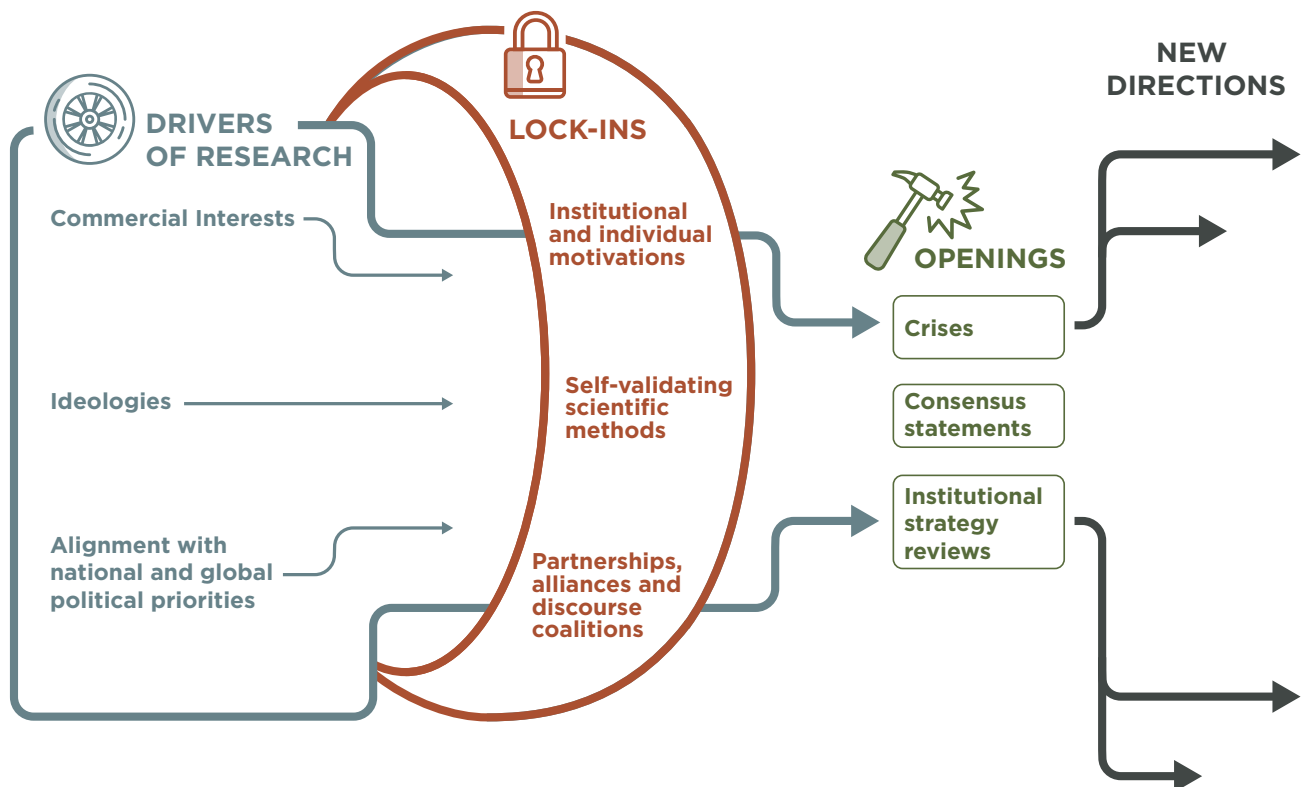 DRIVERS
OF RESEARCH
Commercial Interests
Ideologies
Alignment with
national and global
political priorities
LOCK-INS
Institutional
and individual
motivations
Self-validating
scientific
methods
Partnerships,
alliances and
discourse
coalitions
OPENINGS
Crises
Consensus
statements
Institutional
strategy
reviews
NEW
DIRECTIONS